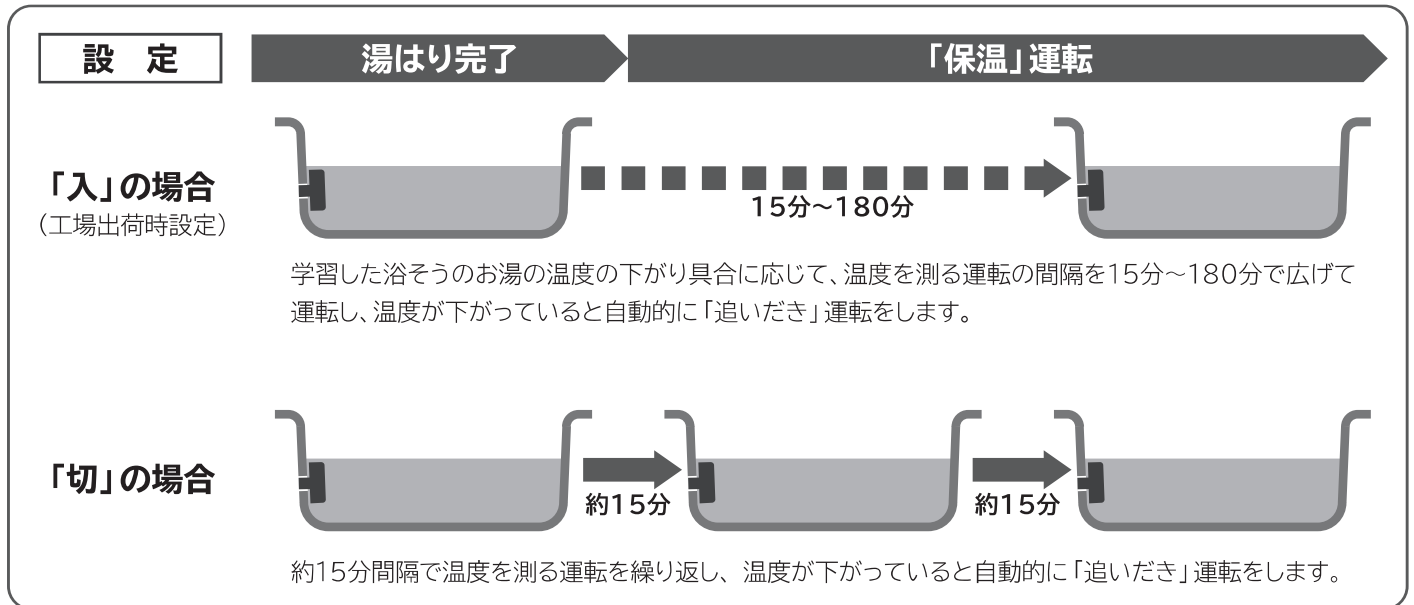 設 定
湯はり完了
「保温」運転
「入」の場合
（工場出荷時設定）
15分～180分
学習した浴そうのお湯の温度の下がり具合に応じて、温度を測る運転の間隔を15分～180分で広げて
運転し、温度が下がっていると自動的に「追いだき」運転をします。
「切」の場合
約15分
約15分
約15分間隔で温度を測る運転を繰り返し、温度が下がっていると自動的に「追いだき」運転をします。